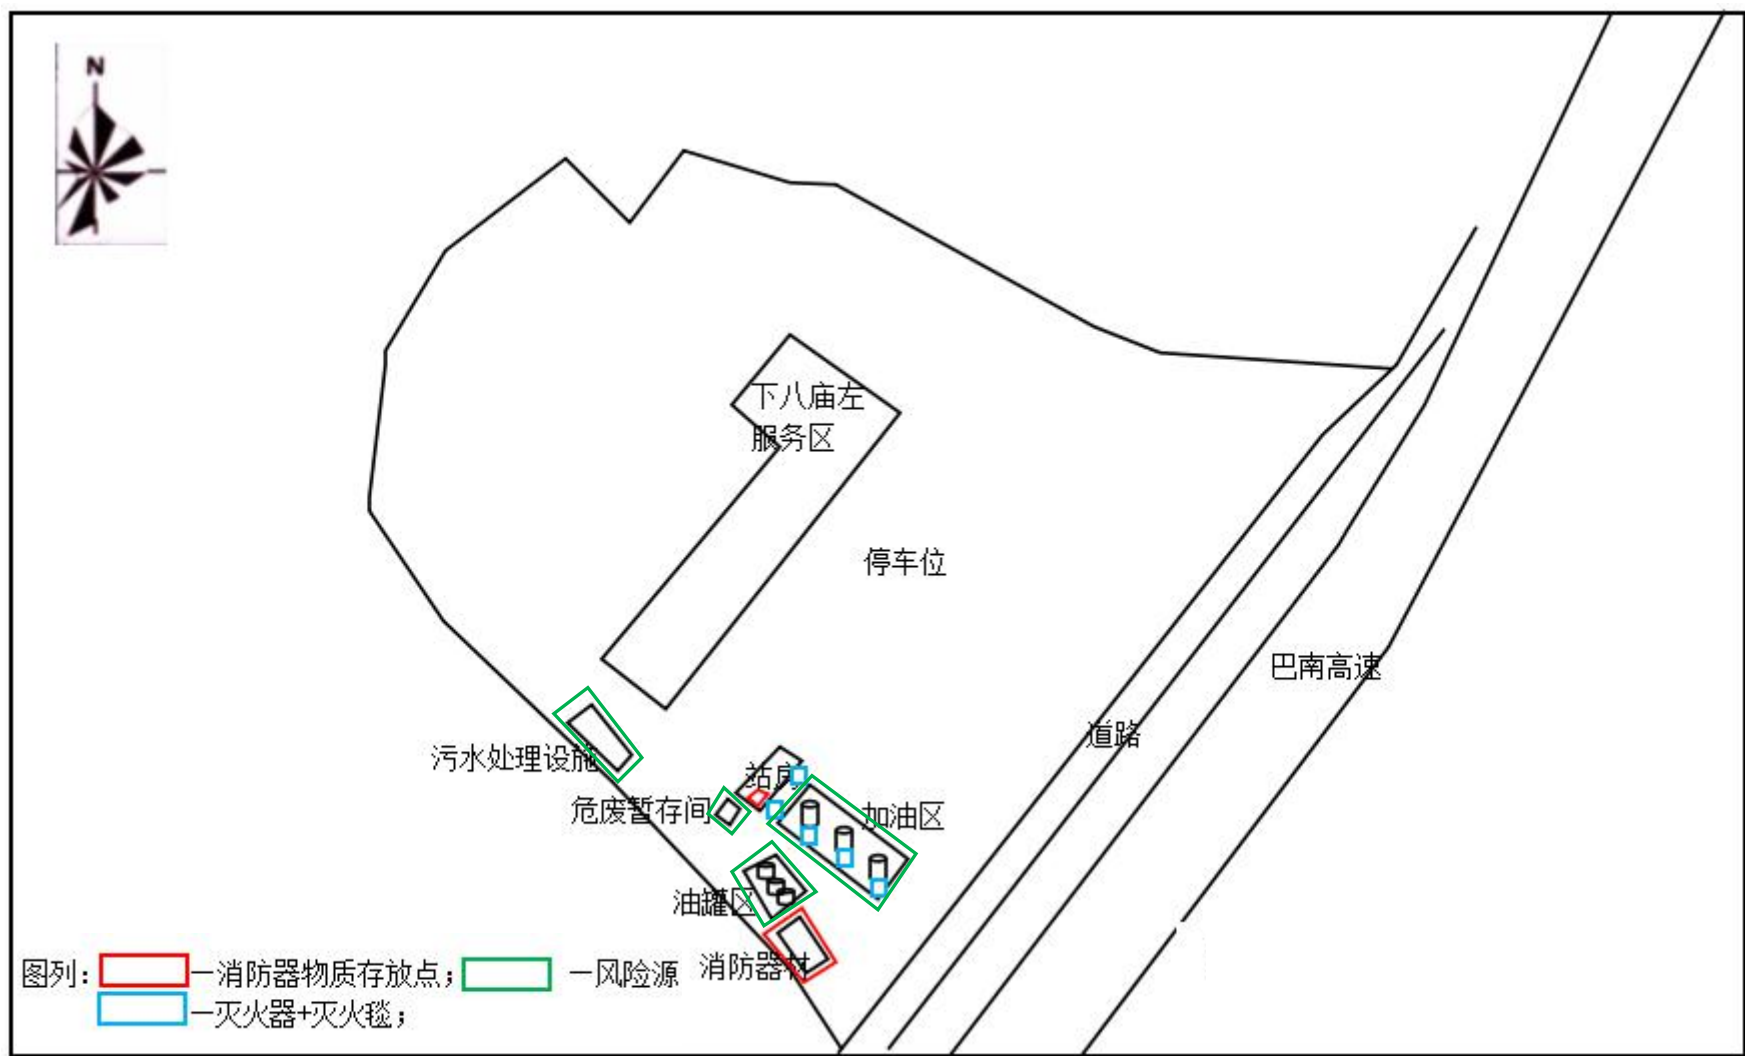 N
下八庙左
服务区
停车位
巴南高速
道路
污水处理设施
站房
危废暂存间
加油区
油罐区
消防器材
图列：—消防器物质存放点；—风险源
—灭火器+灭火毯；